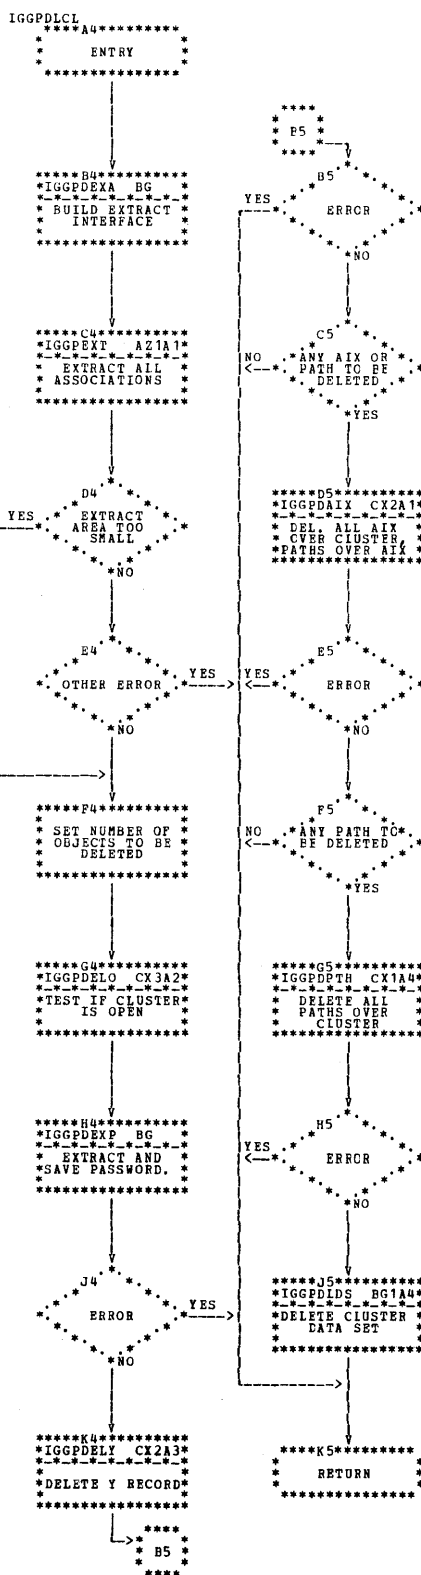 IGGPDLCL
A4
ENTRY
B4
IGGPDEXA BG
BUILD EXTRACT
INTERFACE
C4
IGGPEXT AZ1A1
EXTRACT ALL
ASSOCIATIONS
D4
EXTRACT
AREA TOO
SMALL
YES
NO
E4
OTHER ERROR
YES
NO
F4
SET NUMBER OF
OBJECTS TO BE
DELETED
G4
IGGPDELO CX3A2
TEST IF CLUSTER
IS OPEN
H4
IGGPDEXP BG
EXTRACT AND
SAVE PASSWORD.
J4
ERROR
YES
NO
K4
IGGPDELY CX2A3
DELETE Y RECORD
B5
B5
B5
YES
ERROR
NO
C5
NO
ANY AIX OR
PATH TO BE
DELETED
YES
D5
IGGPDAIX CX2A1
DEL. ALL AIX
CVER CLUSTER,
PATHS OVER AIX
E5
YES
ERROR
NO
F5
NO
ANY PATH TO
BE DELETED
YES
G5
IGGPDPTH CX1A4
DELETE ALL
PATHS OVER
CLUSTER
H5
YES
ERROR
NO
J5
IGGPDLDS BG1A4
DELETE CLUSTER
DATA SET
K5
RETURN